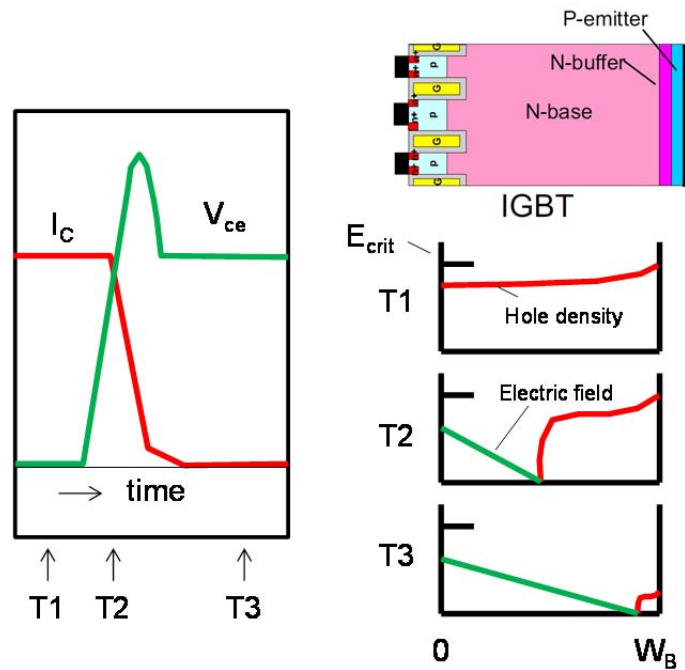 I_C
V_ce
time
T1 T2 T3
P-emitter
N-buffer
N-base
G
n+
p
n+
G
n+
p
n+
G
n+
p
n+
G
IGBT
E_crit
T1
Hole density
T2
Electric field
T3
0 W_B